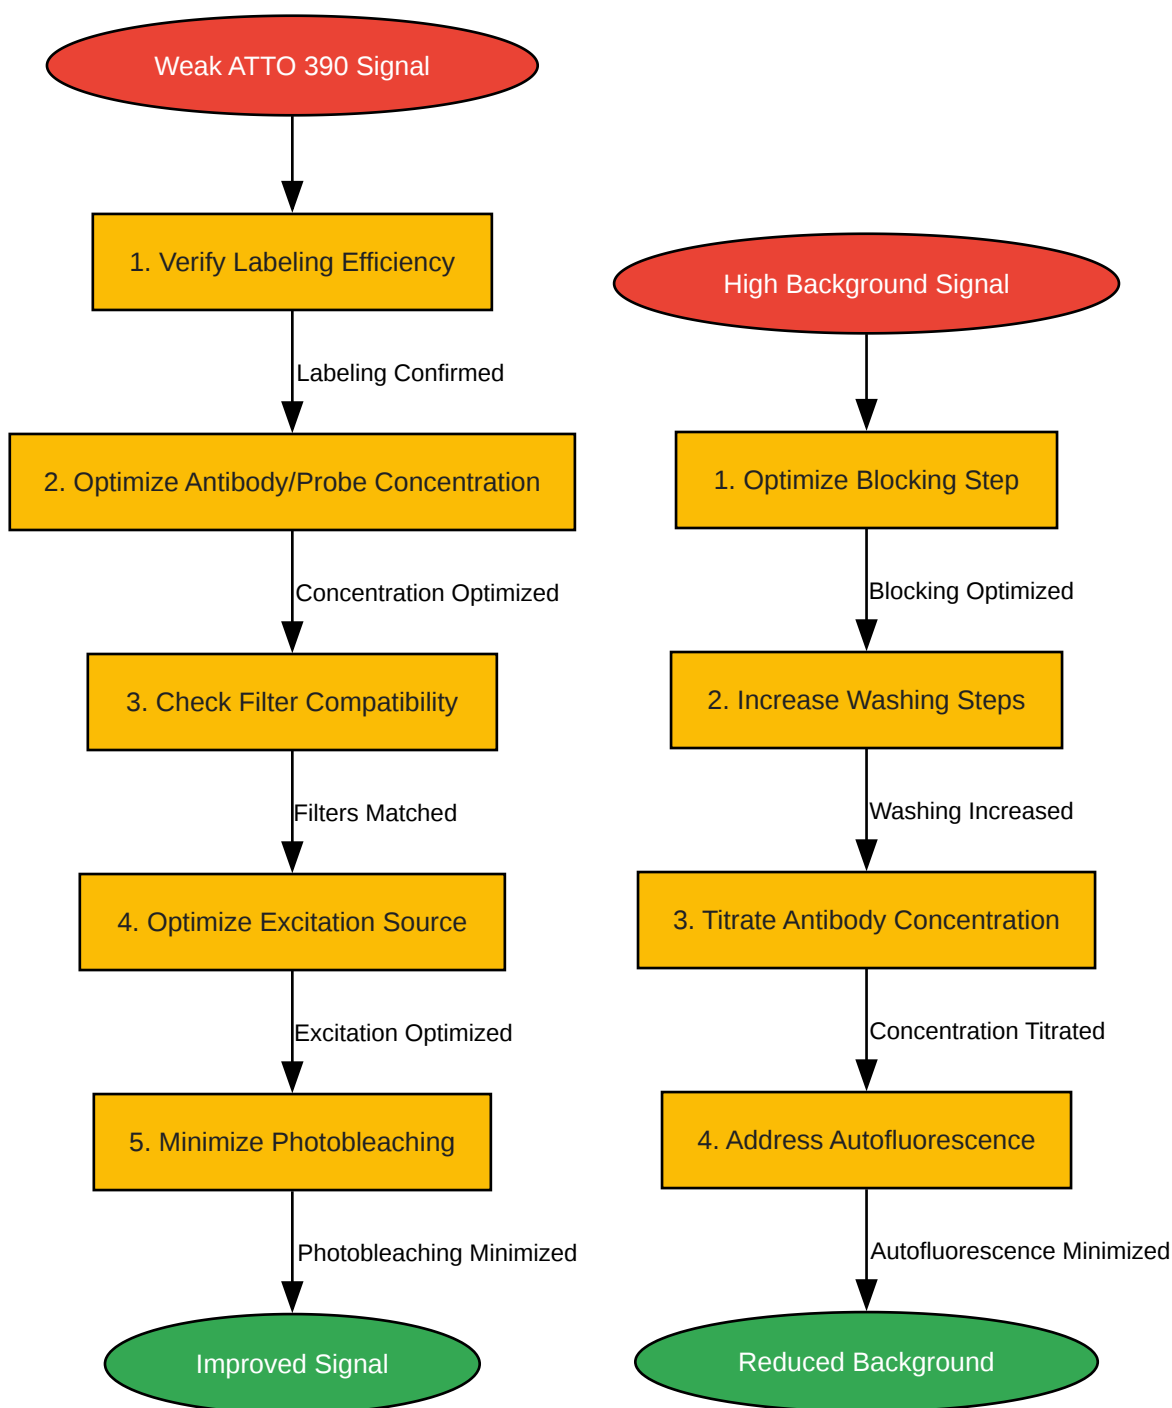 Weak ATTO 390 Signal
1. Verify Labeling Efficiency
Labeling Confirmed
2. Optimize Antibody/Probe Concentration
Concentration Optimized
3. Check Filter Compatibility
Filters Matched
4. Optimize Excitation Source
Excitation Optimized
5. Minimize Photobleaching
Photobleaching Minimized
Improved Signal
High Background Signal
1. Optimize Blocking Step
Blocking Optimized
2. Increase Washing Steps
Washing Increased
3. Titrate Antibody Concentration
Concentration Titrated
4. Address Autofluorescence
Autofluorescence Minimized
Reduced Background